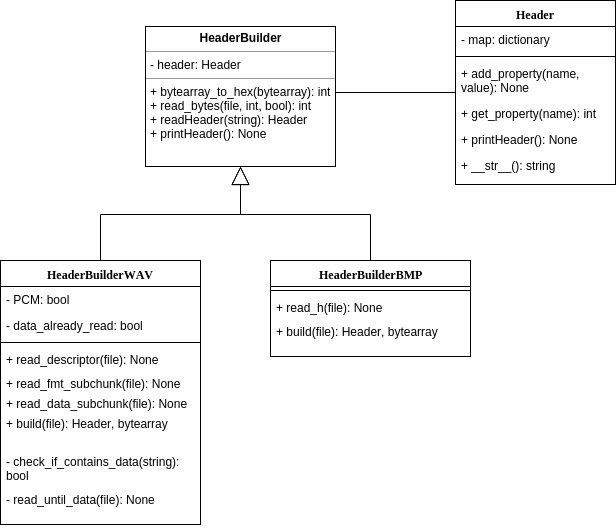 HeaderBuilder
- header: Header
+ bytearray_to_hex(bytearray): int
+ read_bytes(file, int, bool): int
+ readHeader(string): Header
+ printHeader(): None
Header
- map: dictionary
+ add_property(name,
value): None
+ get_property(name): int
+ printHeader(): None
+ __str__(): string
HeaderBuilderWAV
- PCM: bool
- data_already_read: bool
+ read_descriptor(file): None
+ read_fmt_subchunk(file): None
+ read_data_subchunk(file): None
+ build(file): Header, bytearray
- check_if_contains_data(string):
bool
- read_until_data(file): None
HeaderBuilderBMP
+ read_h(file): None
+ build(file): Header, bytearray